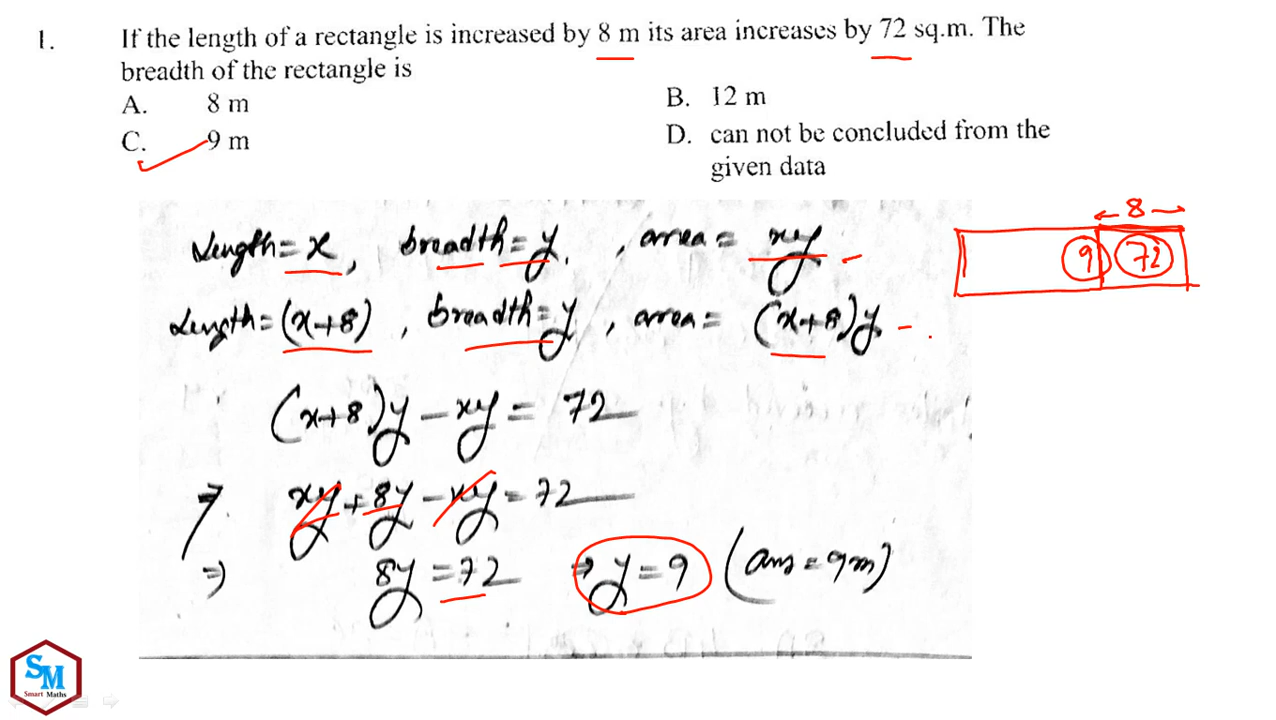 1. If the length of a rectangle is increased by 8 m its area increases by 72 sq.m. The
breadth of the rectangle is
A. 8 m B. 12 m
C. 9 m D. can not be concluded from the
given data
8
9 72
Length = x, breadth = y, area = xy
Length = (x+8), breadth = y, area = (x+8)y
(x+8)y - xy = 72
⇒ xy + 8y - xy = 72
⇒ 8y = 72 ⇒ y = 9 (ans = 9m)
SM
Smart Maths